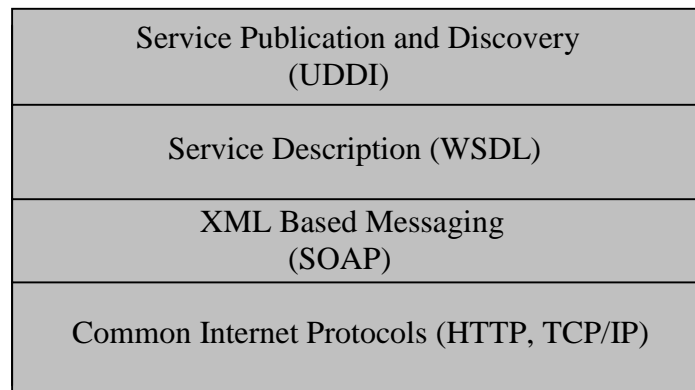 Service Publication and Discovery
(UDDI)
Service Description (WSDL)
XML Based Messaging
(SOAP)
Common Internet Protocols (HTTP, TCP/IP)